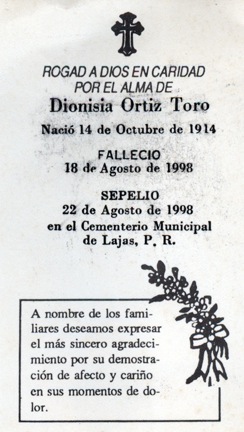 ROGAD A DIOS EN CARIDAD
POR EL ALMA DE
Dionisia Ortiz Toro
Nació 14 de Octubre de 1914
FALLECIO
18 de Agosto de 1998
SEPELIO
22 de Agosto de 1998
en el Cementerio Municipal
de Lajas, P. R.
A nombre de los fami-
liares deseamos expresar
el más sincero agradeci-
miento por su demostra-
ción de afecto y cariño
en sus momentos de do-
lor.